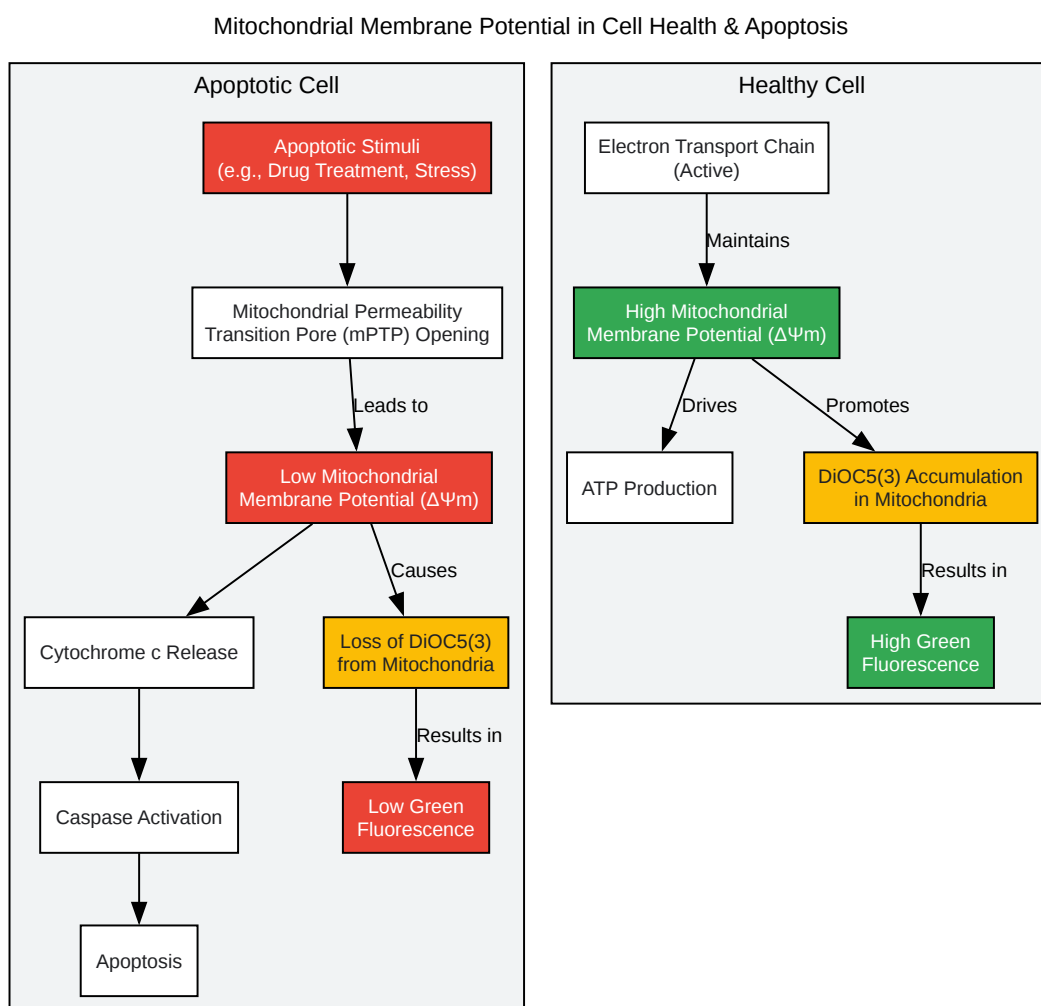 Mitochondrial Membrane Potential in Cell Health & Apoptosis
Apoptotic Cell
Apoptotic Stimuli
(e.g., Drug Treatment, Stress)
Mitochondrial Permeability
Transition Pore (mPTP) Opening
Leads to
Low Mitochondrial
Membrane Potential (ΔΨm)
Causes
Cytochrome c Release
Loss of DiOC5(3)
from Mitochondria
Results in
Caspase Activation
Low Green
Fluorescence
Apoptosis
Healthy Cell
Electron Transport Chain
(Active)
Maintains
High Mitochondrial
Membrane Potential (ΔΨm)
Drives
Promotes
ATP Production
DiOC5(3) Accumulation
in Mitochondria
Results in
High Green
Fluorescence